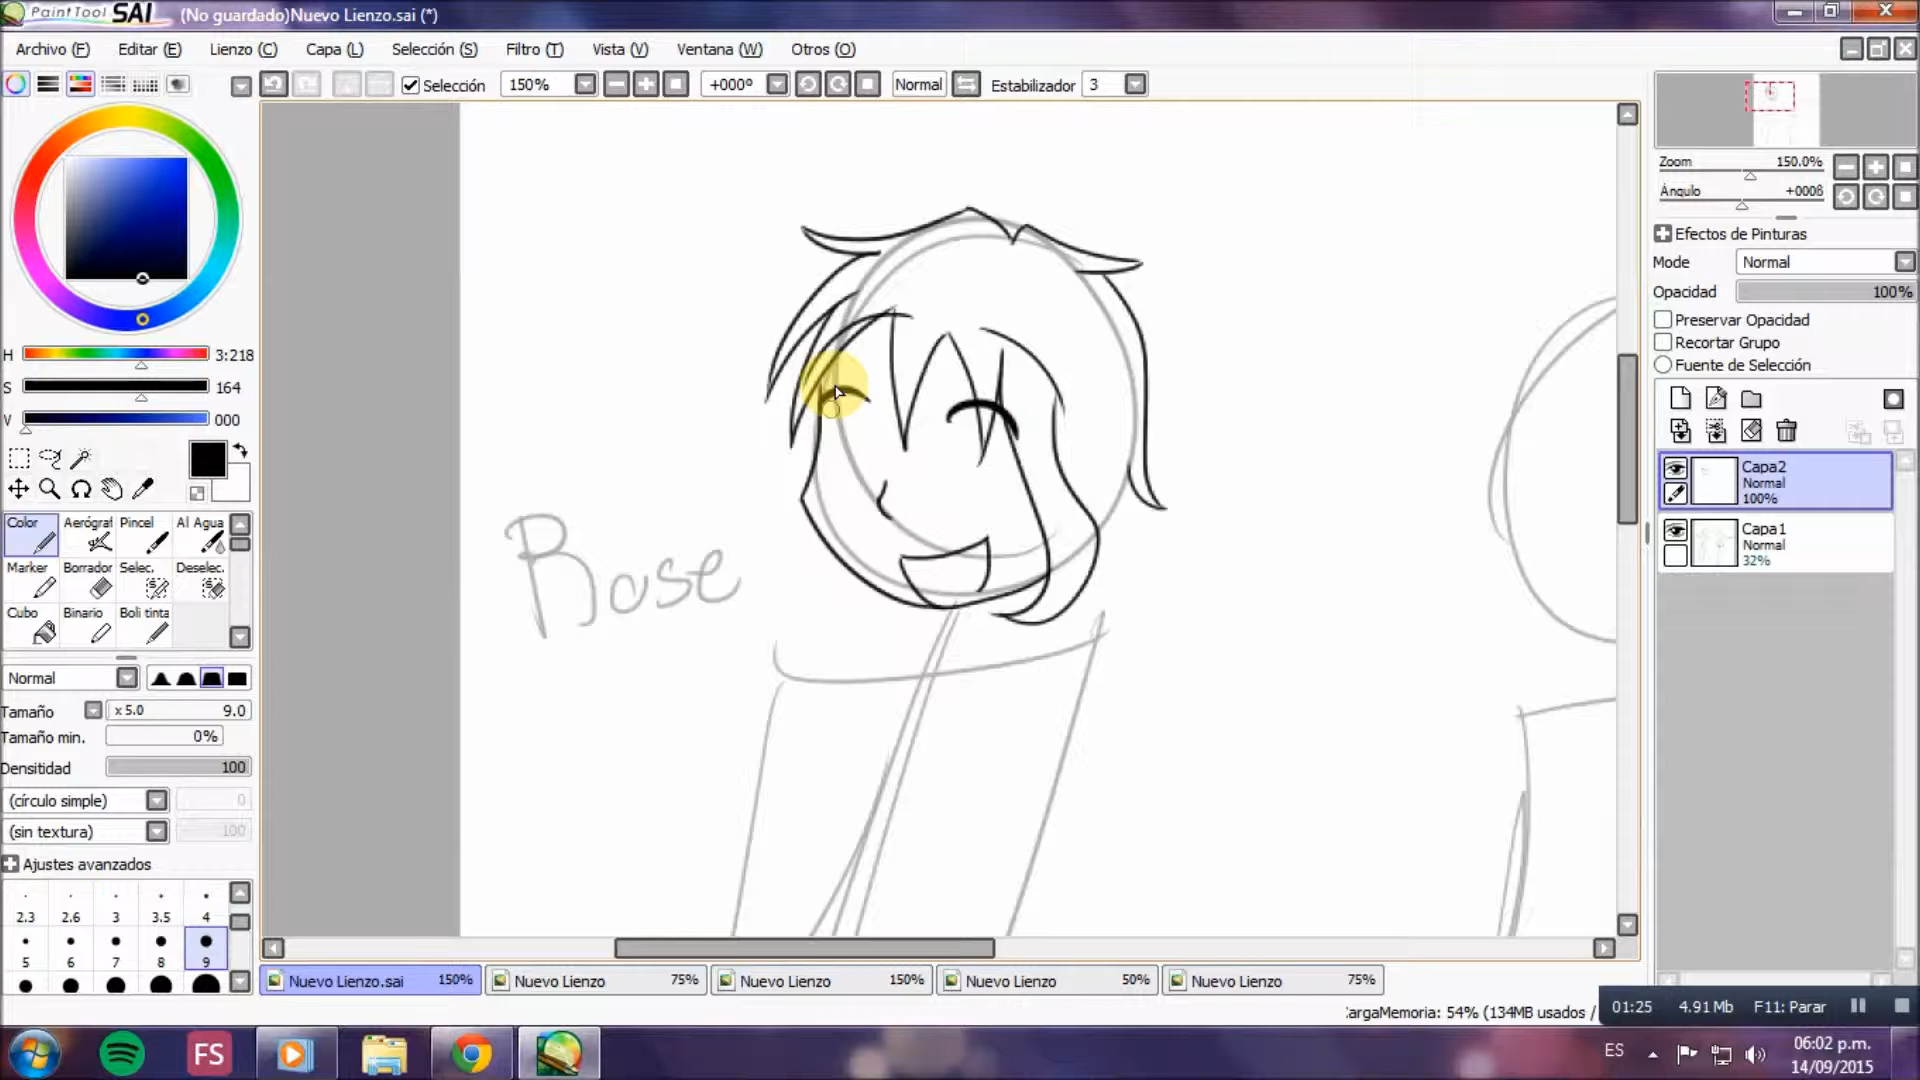 PaintTool SAI (No guardado)Nuevo Lienzo.sai (*)
Archivo (F) Editar (E) Lienzo (C) Capa (L) Selección (S) Filtro (T) Vista (V) Ventana (W) Otros (O)
Selección 150% +000º Normal Estabilizador 3
Zoom 150.0%
Ángulo +000ß
Efectos de Pinturas
Mode Normal
Opacidad 100%
Preservar Opacidad
Recortar Grupo
Fuente de Selección
Capa2
Normal
100%
Capa1
Normal
32%
H 3:218
S 164
V 000
Color Aerógraf Pincel Al Agua
Marker Borrador Selec. Deselec.
Cubo Binario Boli tinta
Normal
Tamaño x 5.0 9.0
Tamaño min. 0%
Densitidad 100
(círculo simple) 0
(sin textura) 100
Ajustes avanzados
2.3 2.6 3 3.5 4
5 6 7 8 9
Rose
Nuevo Lienzo.sai 150% Nuevo Lienzo 75% Nuevo Lienzo 150% Nuevo Lienzo 50% Nuevo Lienzo 75%
CargaMemoria: 54% (134MB usados /
01:25 4.91 Mb F11: Parar
FS
ES
06:02 p.m.
14/09/2015